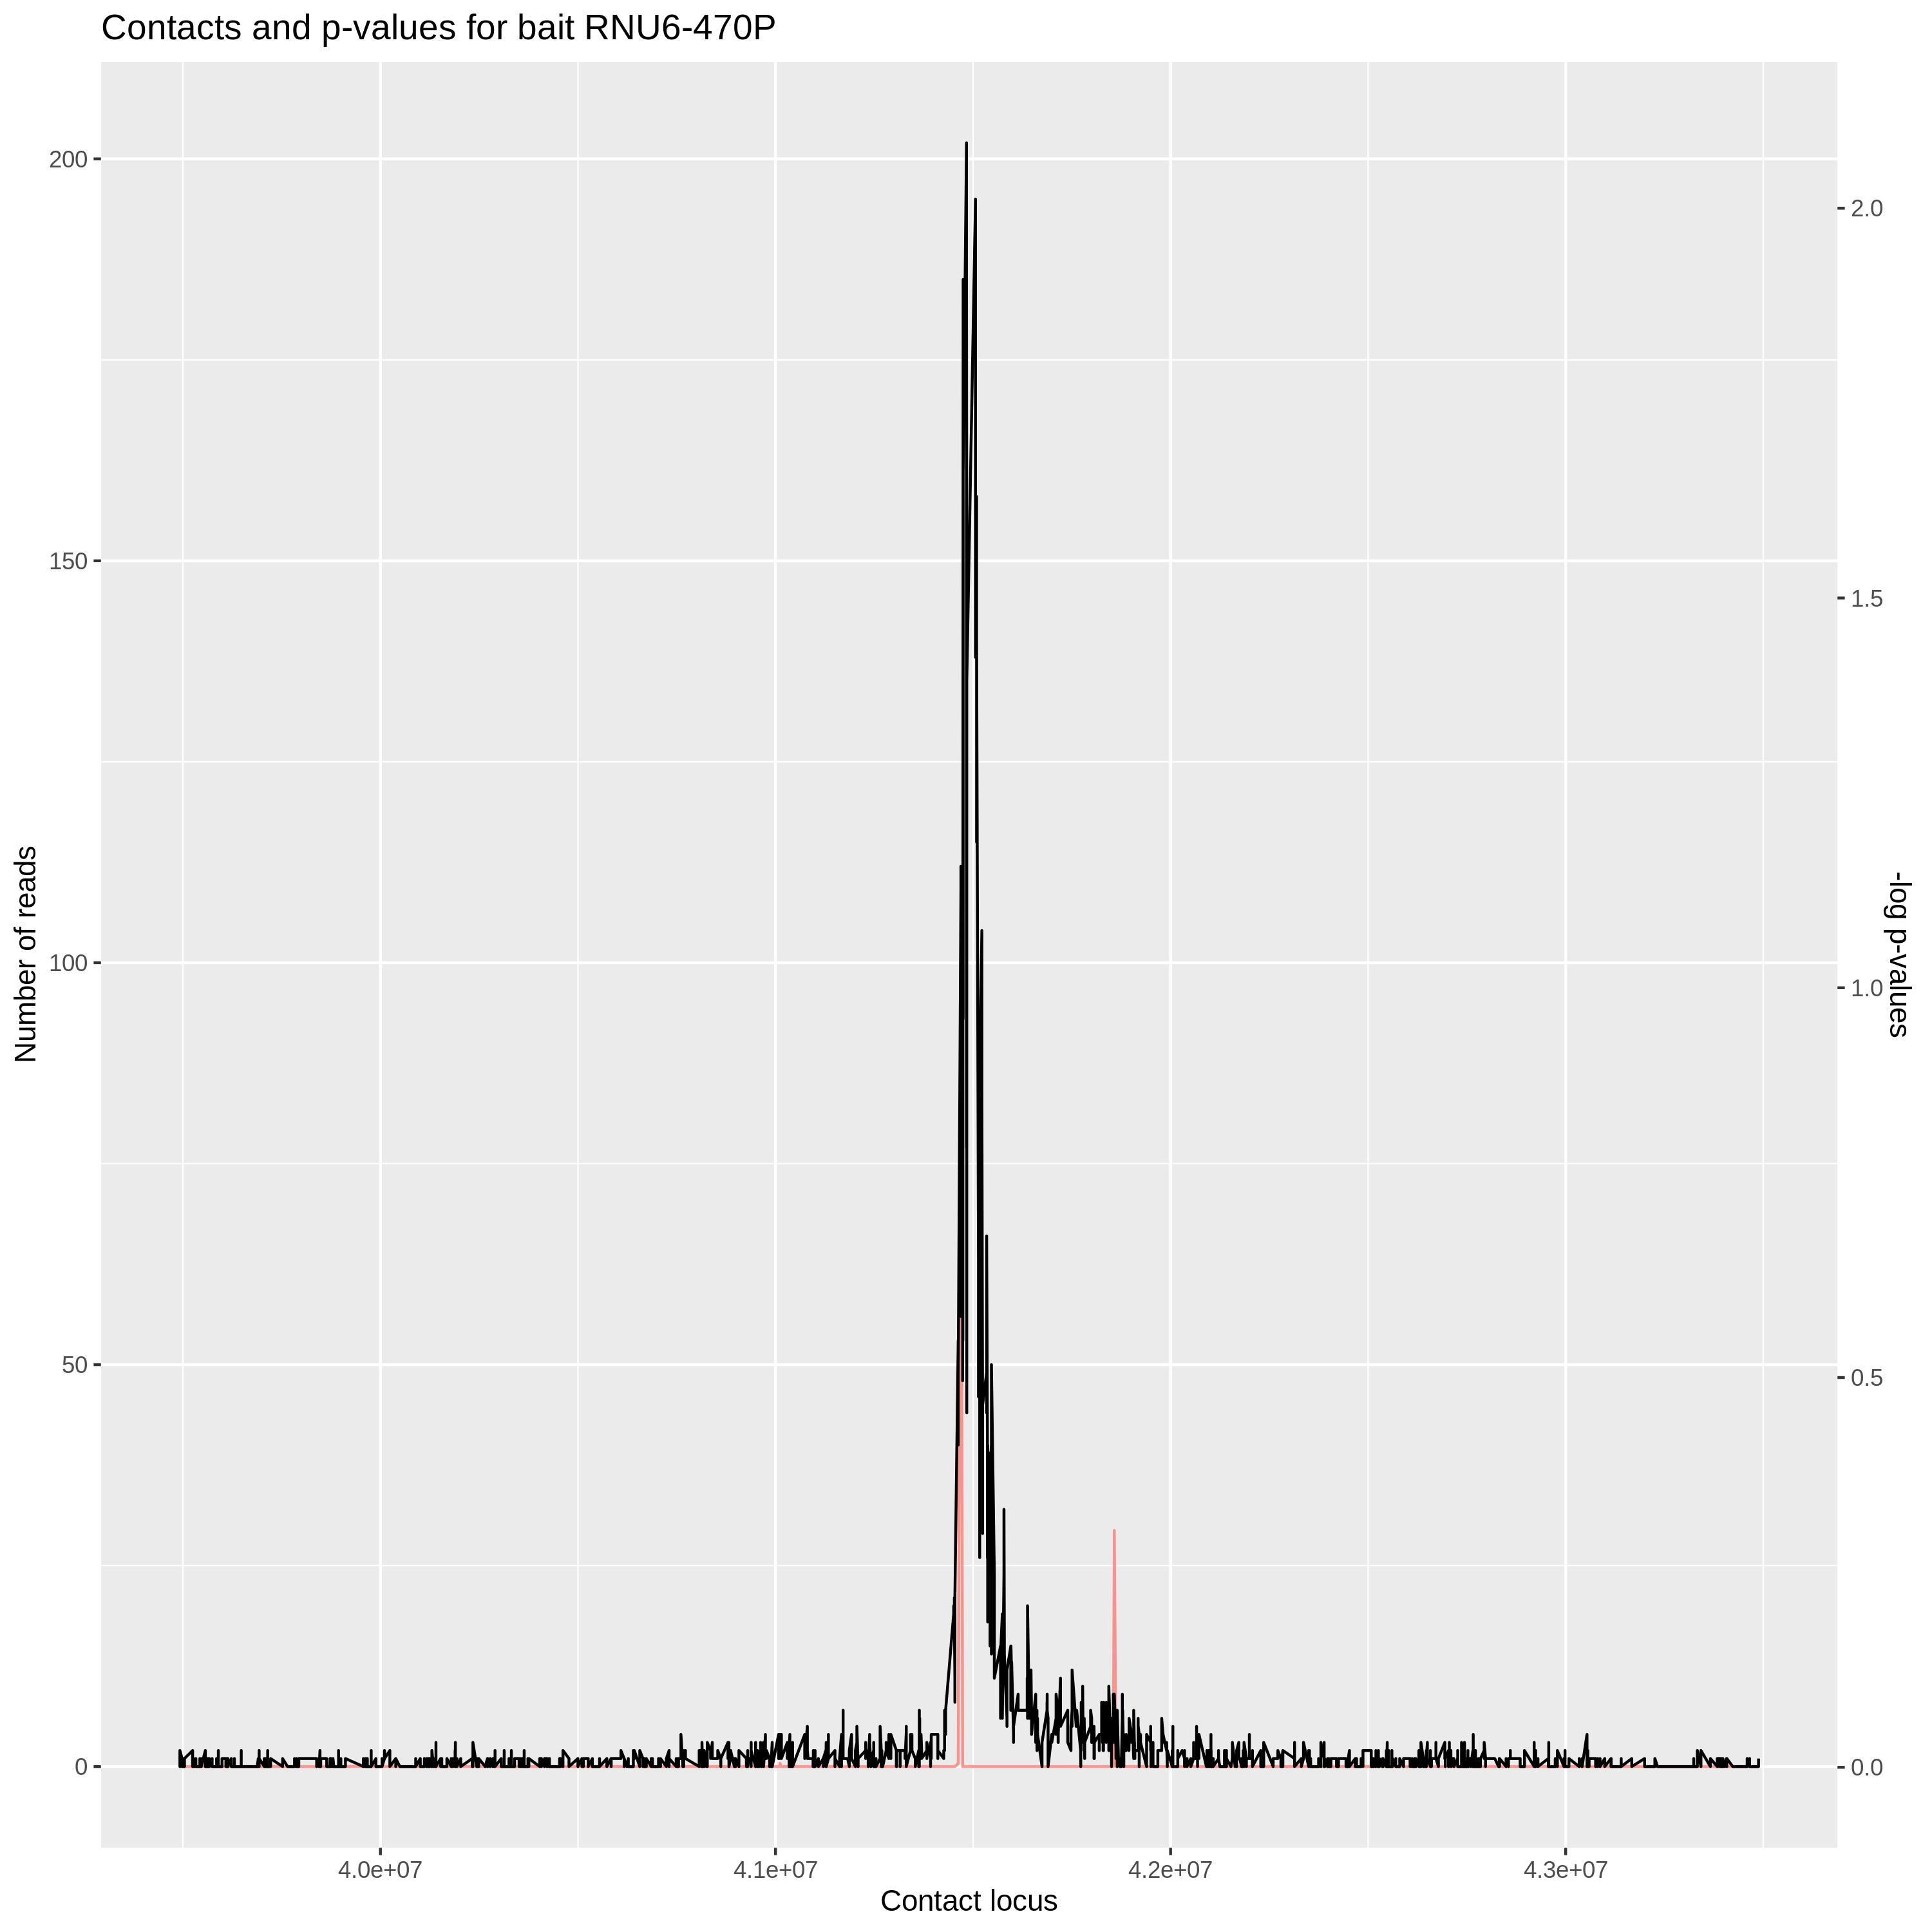 Contacts and p-values for bait RNU6-470P
200
150
100
50
0
Number of reads
2.0
1.5
1.0
0.5
0.0
-log p-values
4.0e+07
4.1e+07
4.2e+07
4.3e+07
Contact locus